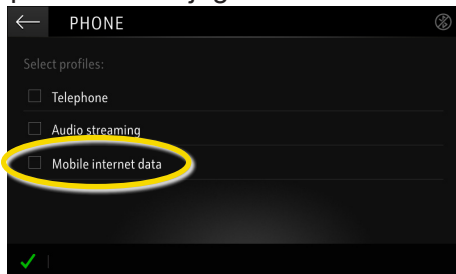 PHONE
Select profiles:
Telephone
Audio streaming
Mobile internet data